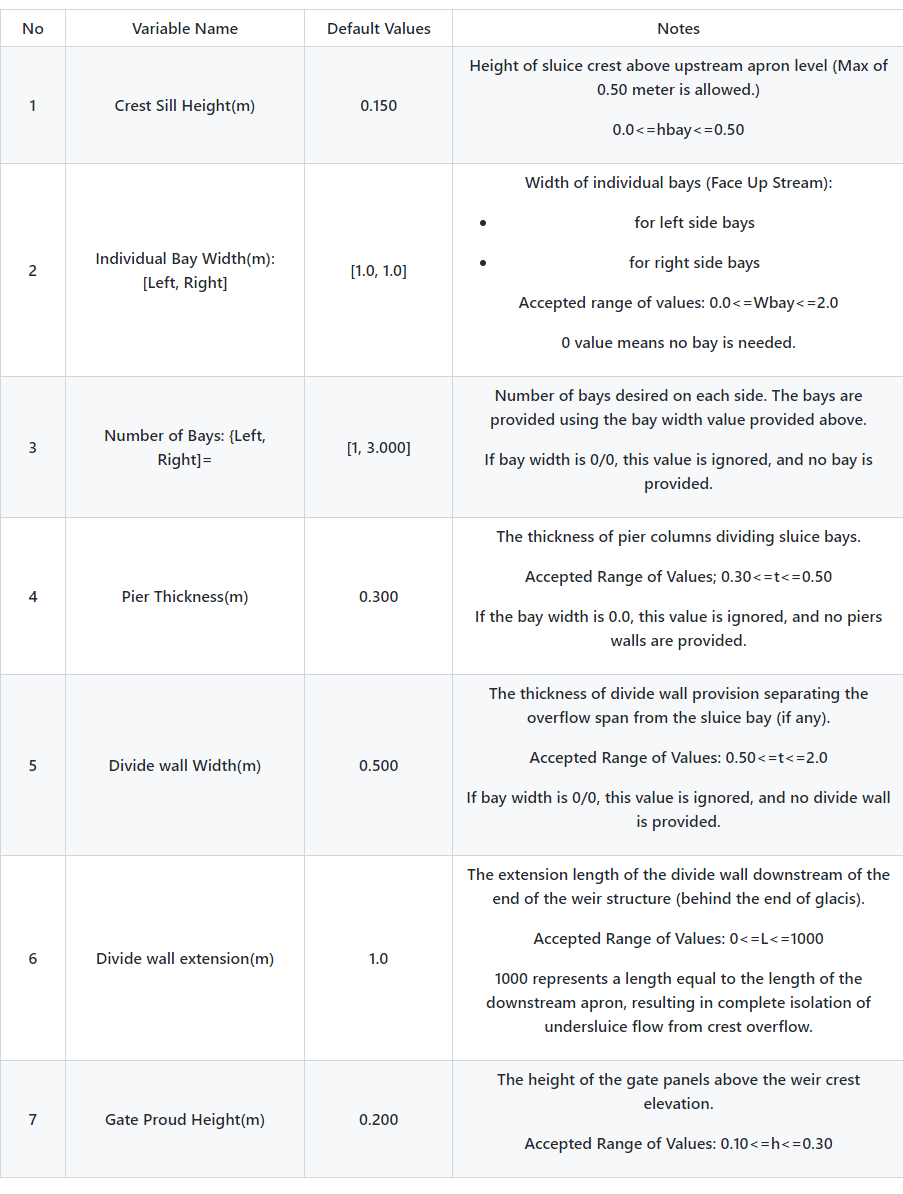 No
Variable Name
Default Values
Notes
1
Crest Sill Height(m)
0.150
Height of sluice crest above upstream apron level (Max of
0.50 meter is allowed.)
0.0<=hbay<=0.50
2
Individual Bay Width(m):
[Left, Right]
[1.0, 1.0]
Width of individual bays (Face Up Stream):
• for left side bays
• for right side bays
Accepted range of values: 0.0<=Wbay<=2.0
0 value means no bay is needed.
3
Number of Bays: {Left,
Right]=
[1, 3.000]
Number of bays desired on each side. The bays are
provided using the bay width value provided above.
If bay width is 0/0, this value is ignored, and no bay is
provided.
4
Pier Thickness(m)
0.300
The thickness of pier columns dividing sluice bays.
Accepted Range of Values; 0.30<=t<=0.50
If the bay width is 0.0, this value is ignored, and no piers
walls are provided.
5
Divide wall Width(m)
0.500
The thickness of divide wall provision separating the
overflow span from the sluice bay (if any).
Accepted Range of Values: 0.50<=t<=2.0
If bay width is 0/0, this value is ignored, and no divide wall
is provided.
6
Divide wall extension(m)
1.0
The extension length of the divide wall downstream of the
end of the weir structure (behind the end of glacis).
Accepted Range of Values: 0<=L<=1000
1000 represents a length equal to the length of the
downstream apron, resulting in complete isolation of
undersluice flow from crest overflow.
7
Gate Proud Height(m)
0.200
The height of the gate panels above the weir crest
elevation.
Accepted Range of Values: 0.10<=h<=0.30